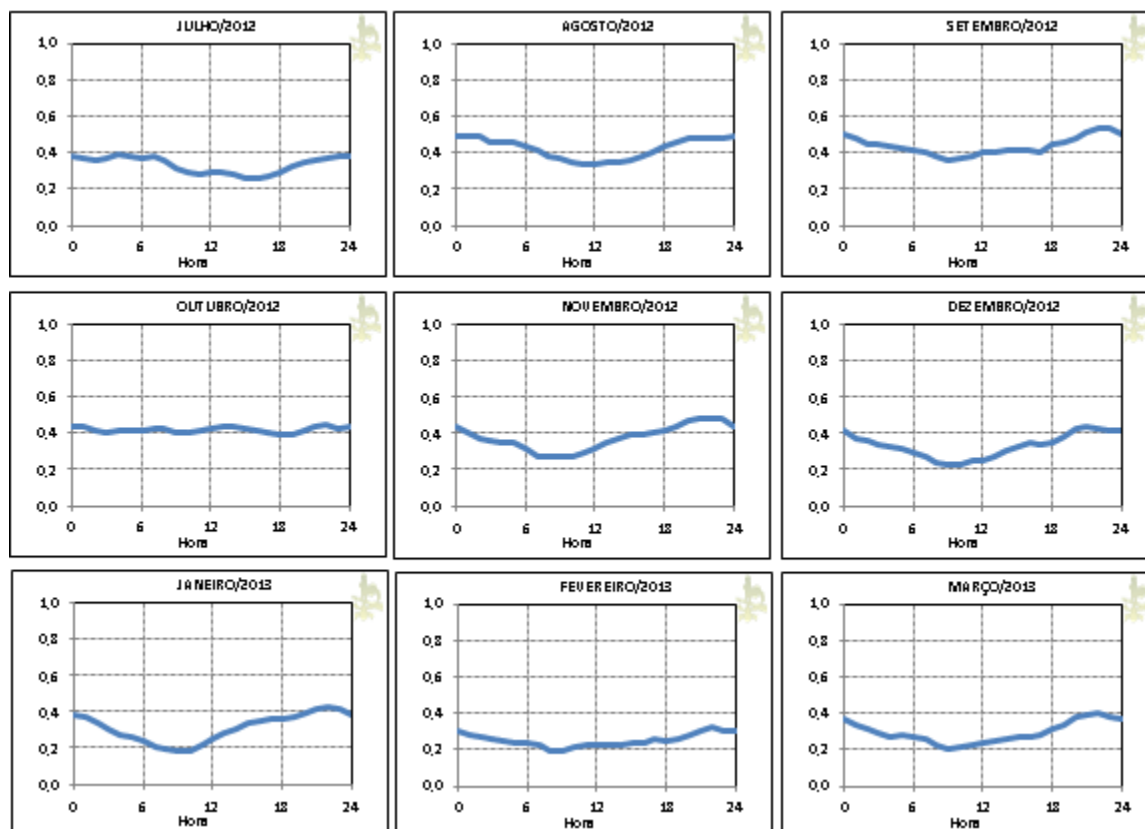 JULHO/2012
1,0
0,8
0,6
0,4
0,2
0,0
0 6 12 18 24
Hora
AGOSTO/2012
1,0
0,8
0,6
0,4
0,2
0,0
0 6 12 18 24
Hora
SETEMBRO/2012
1,0
0,8
0,6
0,4
0,2
0,0
0 6 12 18 24
Hora
OUTUBRO/2012
1,0
0,8
0,6
0,4
0,2
0,0
0 6 12 18 24
Hora
NOVEMBRO/2012
1,0
0,8
0,6
0,4
0,2
0,0
0 6 12 18 24
Hora
DEZEMBRO/2012
1,0
0,8
0,6
0,4
0,2
0,0
0 6 12 18 24
Hora
JANEIRO/2013
1,0
0,8
0,6
0,4
0,2
0,0
0 6 12 18 24
Hora
FEVEREIRO/2013
1,0
0,8
0,6
0,4
0,2
0,0
0 6 12 18 24
Hora
MARÇO/2013
1,0
0,8
0,6
0,4
0,2
0,0
0 6 12 18 24
Hora